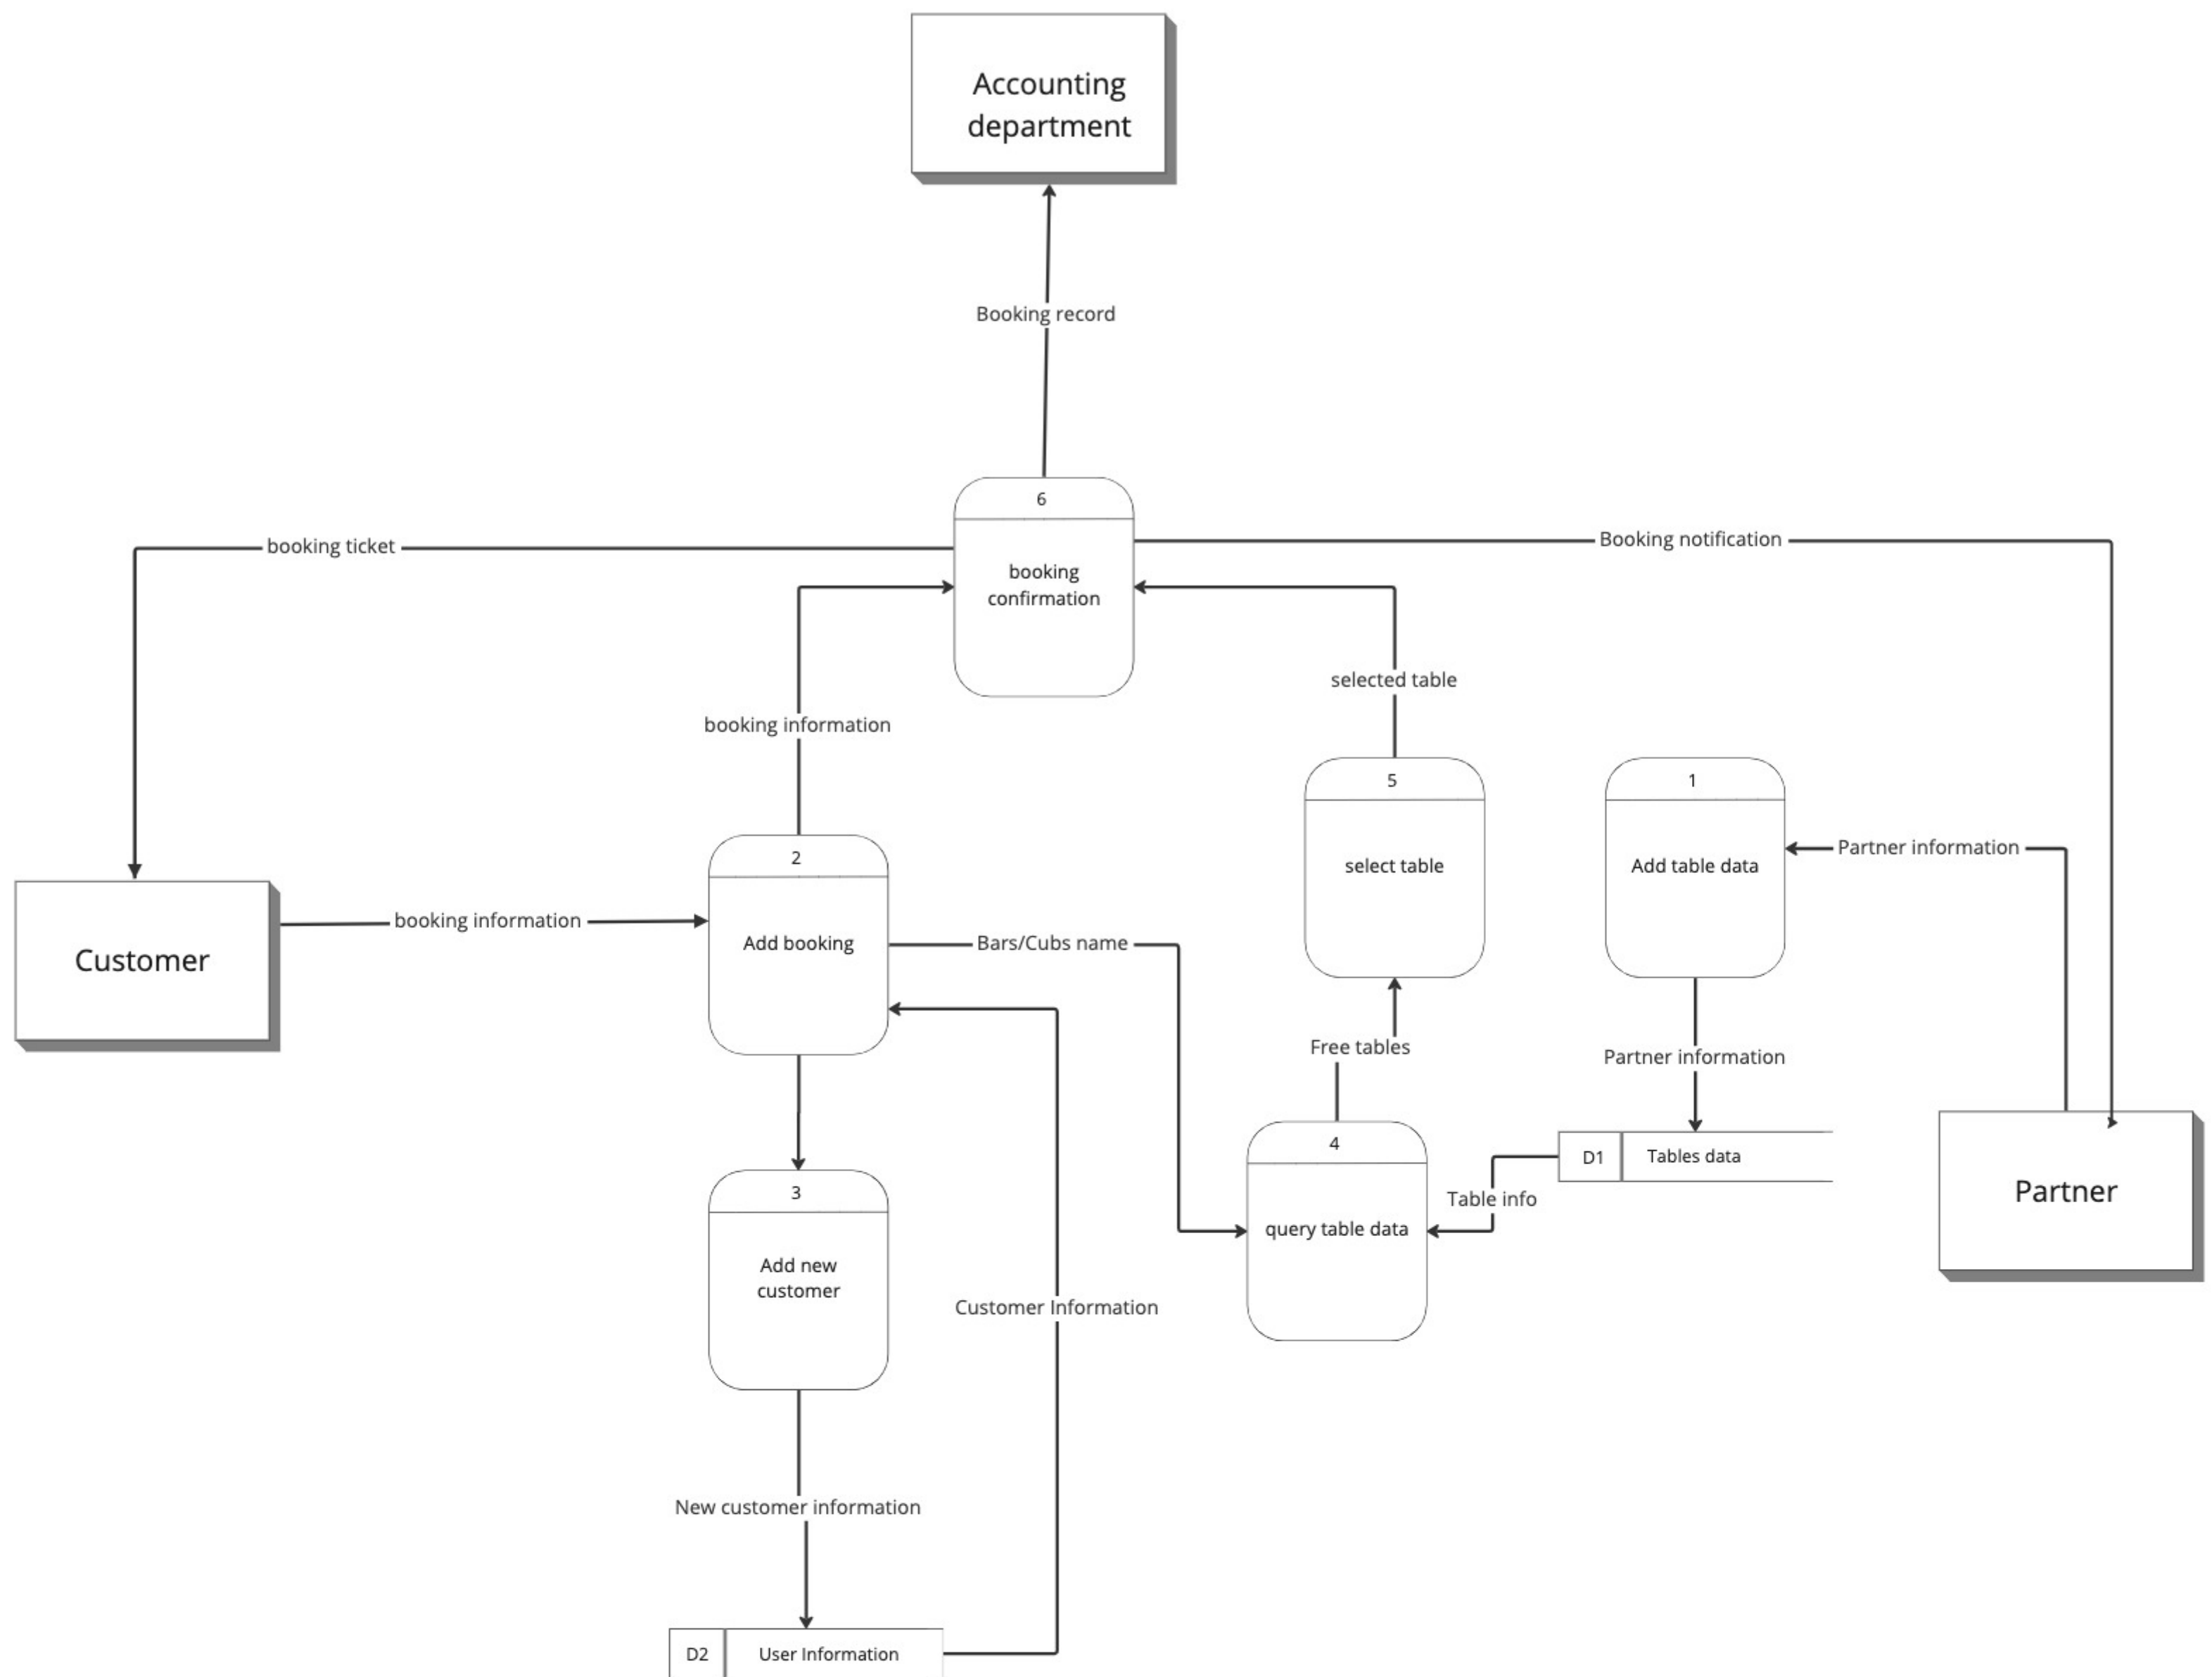 Accounting
department
Booking record
6
booking ticket
Booking notification
booking
confirmation
selected table
booking information
5
1
select table
Add table data
Partner information
2
booking information
Add booking
Bars/Cubs name
Customer
Free tables
Partner information
4
D1
Tables data
Table info
3
Partner
query table data
Add new
customer
Customer Information
New customer information
D2
User Information